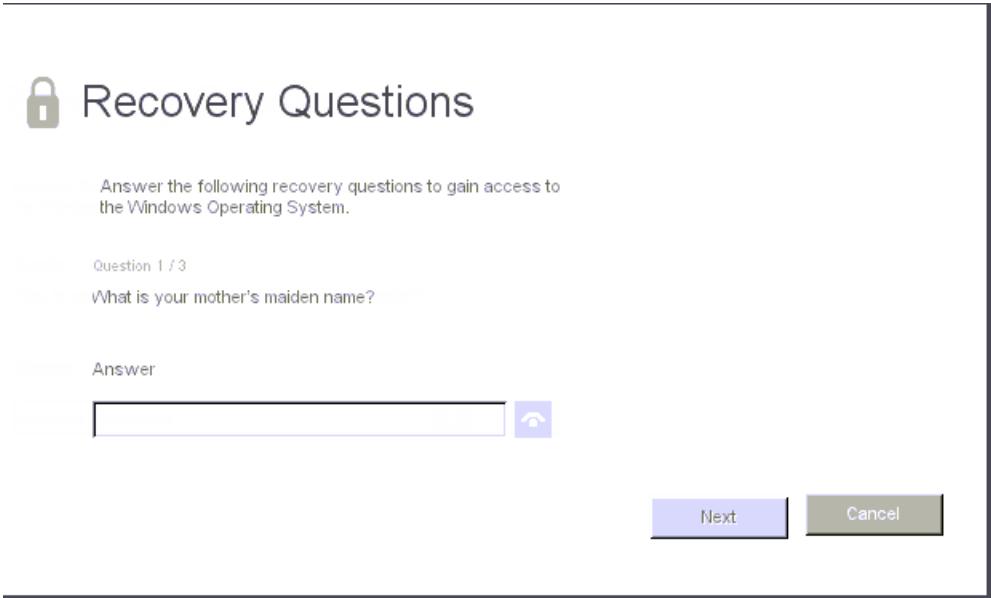 Recovery Questions
Answer the following recovery questions to gain access to
the Windows Operating System.
Question 1 / 3
What is your mother's maiden name?
Answer
Next
Cancel